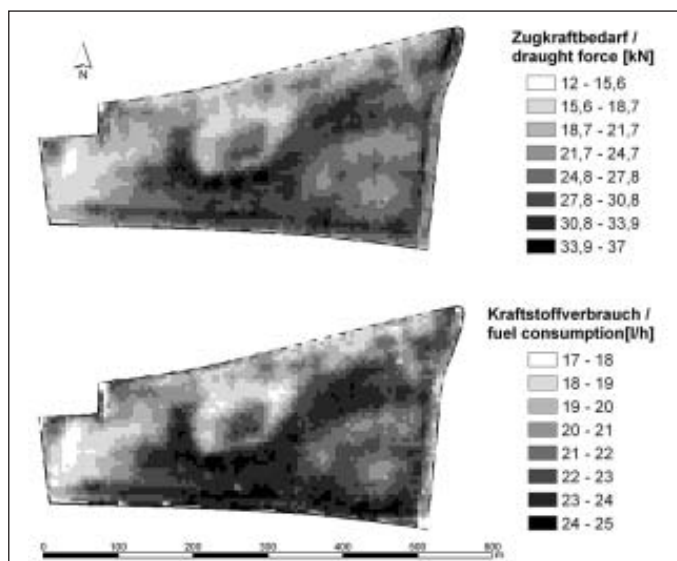 N
Zugkraftbedarf /
draught force [kN]
12 - 15,6
15,6 - 18,7
18,7 - 21,7
21,7 - 24,7
24,8 - 27,8
27,8 - 30,8
30,8 - 33,9
33,9 - 37
Kraftstoffverbrauch /
fuel consumption[l/h]
17 - 18
18 - 19
19 - 20
20 - 21
21 - 22
22 - 23
23 - 24
24 - 25
0 100 200 300 400 500 600
m